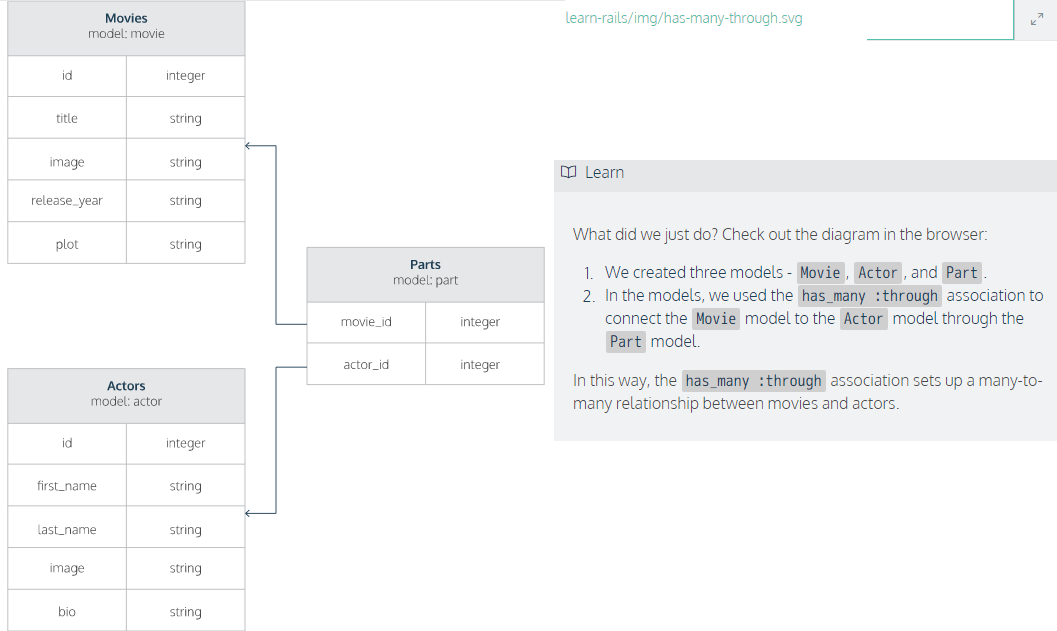 Movies
model: movie
id integer
title string
image string
release_year string
plot string
Parts
model: part
movie_id integer
actor_id integer
Actors
model: actor
id integer
first_name string
last_name string
image string
bio string
learn-rails/img/has-many-through.svg
Learn
What did we just do? Check out the diagram in the browser:
1. We created three models - Movie, Actor, and Part.
2. In the models, we used the has_many :through association to
connect the Movie model to the Actor model through the
Part model.
In this way, the has_many :through association sets up a many-to-
many relationship between movies and actors.